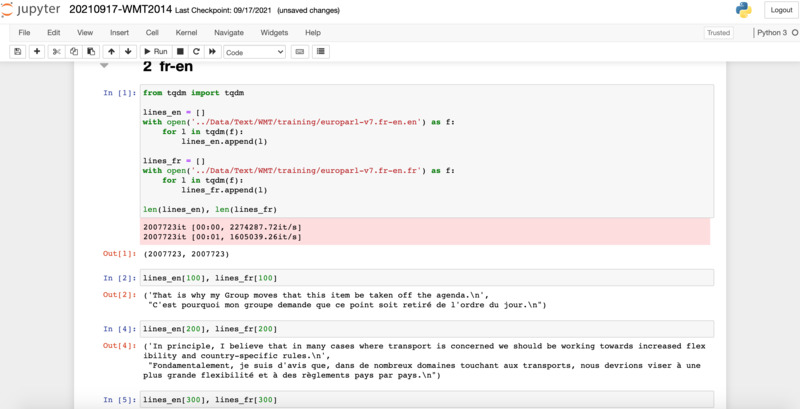 jupyter 20210917-WMT2014 Last Checkpoint: 09/17/2021 (unsaved changes)
Logout
File Edit View Insert Cell Kernel Navigate Widgets Help
Trusted
Python 3
Run
Code
2 fr-en
In [1]: from tqdm import tqdm
lines_en = []
with open('../Data/Text/WMT/training/europarl-v7.fr-en.en') as f:
    for l in tqdm(f):
        lines_en.append(l)
lines_fr = []
with open('../Data/Text/WMT/training/europarl-v7.fr-en.fr') as f:
    for l in tqdm(f):
        lines_fr.append(l)
len(lines_en), len(lines_fr)
2007723it [00:00, 2274287.72it/s]
2007723it [00:01, 1605039.26it/s]
Out[1]: (2007723, 2007723)
In [2]: lines_en[100], lines_fr[100]
Out[2]: ('That is why my Group moves that this item be taken off the agenda.\n',
"C'est pourquoi mon groupe demande que ce point soit retiré de l'ordre du jour.\n")
In [4]: lines_en[200], lines_fr[200]
Out[4]: ('In principle, I believe that in many cases where transport is concerned we should be working towards increased flex
ibility and country-specific rules.\n',
"Fondamentalement, je suis d'avis que, dans de nombreux domaines touchant aux transports, nous devrions viser à une
plus grande flexibilité et à des règlements pays par pays.\n")
In [5]: lines_en[300], lines_fr[300]